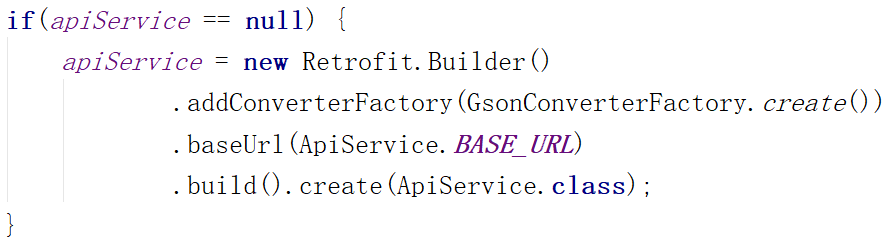 if(apiService == null) {
    apiService = new Retrofit.Builder()
            .addConverterFactory(GsonConverterFactory.create())
            .baseUrl(ApiService.BASE_URL)
            .build().create(ApiService.class);
}